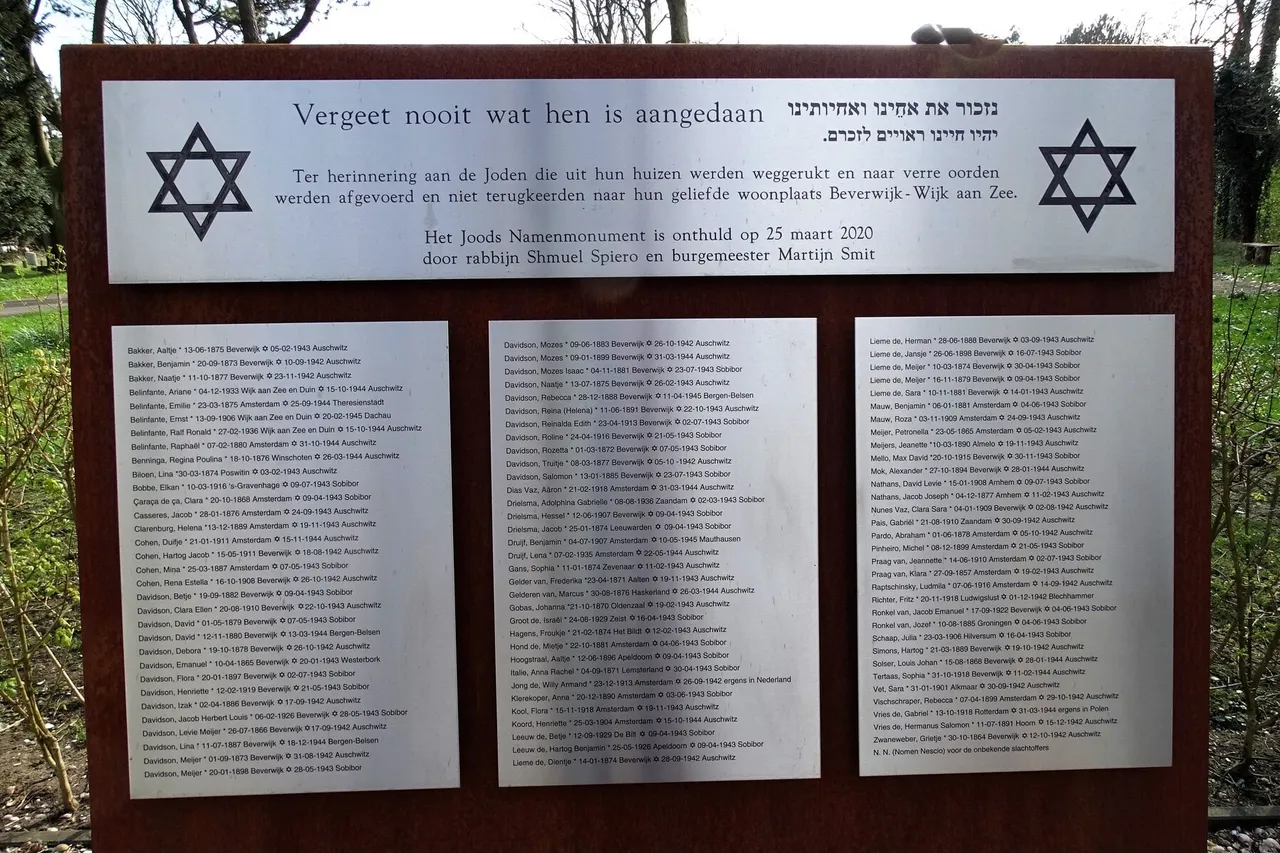 Vergeet nooit wat hen is aangedaan
נזכור את אחֵינו ואחיותינו
יהיו חיינו ראויים לזכרם.
Ter herinnering aan de Joden die uit hun huizen werden weggerukt en naar verre oorden
werden afgevoerd en niet terugkeerden naar hun geliefde woonplaats Beverwijk - Wijk aan Zee.
Het Joods Namenmonument is onthuld op 25 maart 2020
door rabbijn Shmuel Spiero en burgemeester Martijn Smit
Bakker, Aaltje * 13-06-1875 Beverwijk ✡ 05-02-1943 Auschwitz
Bakker, Benjamin * 20-09-1873 Beverwijk ✡ 10-09-1942 Auschwitz
Bakker, Naatje * 11-10-1877 Beverwijk ✡ 23-11-1942 Auschwitz
Belinfante, Ariane * 04-12-1933 Wijk aan Zee en Duin ✡ 15-10-1944 Auschwitz
Belinfante, Emilie * 23-03-1875 Amsterdam ✡ 25-09-1944 Theresienstadt
Belinfante, Ernst * 13-09-1906 Wijk aan Zee en Duin ✡ 20-02-1945 Dachau
Belinfante, Ralf Ronald * 27-02-1936 Wijk aan Zee en Duin ✡ 15-10-1944 Auschwitz
Belinfante, Raphaël * 07-02-1880 Amsterdam ✡ 31-10-1944 Auschwitz
Benninga, Regina Poulina * 18-10-1876 Winschoten ✡ 26-03-1944 Auschwitz
Biloen, Lina *30-03-1874 Poswitin ✡ 03-02-1943 Auschwitz
Bobbe, Elkan * 10-03-1916 's-Gravenhage ✡ 09-07-1943 Sobibor
Çaraça de ça, Clara * 20-10-1868 Amsterdam ✡ 09-04-1943 Sobibor
Casseres, Jacob * 28-01-1876 Amsterdam ✡ 24-09-1943 Auschwitz
Clarenburg, Helena *13-12-1889 Amsterdam ✡ 19-11-1943 Auschwitz
Cohen, Duifje * 21-01-1911 Amsterdam ✡ 15-11-1944 Auschwitz
Cohen, Hartog Jacob * 15-05-1911 Beverwijk ✡ 18-08-1942 Auschwitz
Cohen, Mina * 25-03-1887 Amsterdam ✡ 07-05-1943 Sobibor
Cohen, Rena Estella * 16-10-1908 Beverwijk ✡ 26-10-1942 Auschwitz
Davidson, Betje * 19-09-1882 Beverwijk ✡ 09-04-1943 Sobibor
Davidson, Clara Ellen * 20-08-1910 Beverwijk ✡ 22-10-1943 Auschwitz
Davidson, David * 01-05-1879 Beverwijk ✡ 07-05-1943 Sobibor
Davidson, David * 12-11-1880 Beverwijk ✡ 13-03-1944 Bergen-Belsen
Davidson, Debora * 19-10-1878 Beverwijk ✡ 26-10-1942 Auschwitz
Davidson, Emanuel * 10-04-1865 Beverwijk ✡ 20-01-1943 Westerbork
Davidson, Flora * 20-01-1897 Beverwijk ✡ 02-07-1943 Sobibor
Davidson, Henriette * 12-02-1919 Beverwijk ✡ 21-05-1943 Sobibor
Davidson, Izak * 02-04-1886 Beverwijk ✡ 17-09-1942 Auschwitz
Davidson, Jacob Herbert Louis * 06-02-1926 Beverwijk ✡ 28-05-1943 Sobibor
Davidson, Levie Meijer * 26-07-1866 Beverwijk ✡ 17-09-1942 Auschwitz
Davidson, Lina † 11-07-1887 Beverwijk ✡ 18-12-1944 Bergen-Belsen
Davidson, Meijer * 01-09-1873 Beverwijk ✡ 31-08-1942 Auschwitz
Davidson, Meijer * 20-01-1898 Beverwijk ✡ 28-05-1943 Sobibor
Davidson, Mozes * 09-06-1883 Beverwijk ✡ 26-10-1942 Auschwitz
Davidson, Mozes * 09-01-1899 Beverwijk ✡ 31-03-1944 Auschwitz
Davidson, Mozes Isaac * 04-11-1881 Beverwijk ✡ 23-07-1943 Sobibor
Davidson, Naatje * 13-07-1875 Beverwijk ✡ 26-02-1943 Auschwitz
Davidson, Rebecca * 28-12-1888 Beverwijk ✡ 11-04-1945 Bergen-Belsen
Davidson, Reina (Helena) * 11-06-1891 Beverwijk ✡ 22-10-1943 Auschwitz
Davidson, Reinalda Edith * 23-04-1913 Beverwijk ✡ 02-07-1943 Sobibor
Davidson, Roline * 24-04-1916 Beverwijk ✡ 21-05-1943 Sobibor
Davidson, Rozetta * 01-03-1872 Beverwijk ✡ 07-05-1943 Sobibor
Davidson, Truitje * 08-03-1877 Beverwijk ✡ 05-10 -1942 Auschwitz
Davidson, Salomon * 13-01-1885 Beverwijk ✡ 23-07-1943 Sobibor
Dias Vaz, Aäron * 21-02-1918 Amsterdam ✡ 31-03-1944 Auschwitz
Drielsma, Adolphina Gabrielle * 08-08-1936 Zaandam ✡ 02-03-1943 Sobibor
Drielsma, Hessel * 12-06-1907 Beverwijk ✡ 09-04-1943 Sobibor
Drielsma, Jacob * 25-01-1874 Leeuwarden ✡ 09-04-1943 Sobibor
Druijf, Benjamin * 04-07-1907 Amsterdam ✡ 10-05-1945 Mauthausen
Druijf, Lena * 07-02-1935 Amsterdam ✡ 22-05-1944 Auschwitz
Gans, Sophia * 11-01-1874 Zevenaar ✡ 11-02-1943 Auschwitz
Gelder van, Frederika *23-04-1871 Aalten ✡ 19-11-1943 Auschwitz
Gelderen van, Marcus * 30-08-1876 Haskerland ✡ 26-03-1944 Auschwitz
Gobas, Johanna *21-10-1870 Oldenzaal ✡ 19-02-1943 Auschwitz
Groot de, Israël * 24-08-1929 Zeist ✡ 16-04-1943 Sobibor
Hagens, Froukje * 21-02-1874 Het Bildt ✡ 12-02-1943 Auschwitz
Hond de, Mietje * 22-10-1881 Amsterdam ✡ 04-06-1943 Sobibor
Hoogstraal, Aaltje * 12-06-1896 Apeldoorn ✡ 09-04-1943 Sobibor
Italie, Anna Rachel * 04-09-1871 Lemsterland ✡ 30-04-1943 Sobibor
Jong de, Willy Armand * 23-12-1913 Amsterdam ✡ 26-09-1942 ergens in Nederland
Klerekoper, Anna * 20-12-1890 Amsterdam ✡ 03-06-1943 Sobibor
Kool, Flora * 15-11-1918 Amsterdam ✡ 19-11-1943 Auschwitz
Koord, Henriette * 25-03-1904 Amsterdam ✡ 15-10-1944 Auschwitz
Leeuw de, Betje * 12-09-1929 De Bilt ✡ 09-04-1943 Sobibor
Leeuw de, Hartog Benjamin * 25-05-1926 Apeldoorn ✡ 09-04-1943 Sobibor
Lieme de, Dientje * 14-01-1874 Beverwijk ✡ 28-09-1942 Auschwitz
Lieme de, Herman * 28-06-1888 Beverwijk ✡ 03-09-1943 Auschwitz
Lieme de, Jansje * 26-06-1898 Beverwijk ✡ 16-07-1943 Sobibor
Lieme de, Meijer * 10-03-1874 Beverwijk ✡ 30-04-1943 Sobibor
Lieme de, Meijer * 16-11-1879 Beverwijk ✡ 09-04-1943 Sobibor
Lieme de, Sara * 10-11-1881 Beverwijk ✡ 14-01-1943 Auschwitz
Mauw, Benjamin * 06-01-1881 Amsterdam ✡ 04-06-1943 Sobibor
Mauw, Roza * 03-11-1909 Amsterdam ✡ 24-09-1943 Auschwitz
Meijer, Petronella * 23-05-1865 Amsterdam ✡ 05-02-1943 Auschwitz
Meijers, Jeanette *10-03-1890 Almelo ✡ 19-11-1943 Auschwitz
Mello, Max David *20-10-1915 Beverwijk ✡ 30-11-1943 Sobibor
Mok, Alexander * 27-10-1894 Beverwijk ✡ 28-01-1944 Auschwitz
Nathans, David Levie * 15-01-1908 Arnhem ✡ 09-07-1943 Sobibor
Nathans, Jacob Joseph * 04-12-1877 Arnhem ✡ 11-02-1943 Auschwitz
Nunes Vaz, Clara Sara * 04-01-1909 Beverwijk ✡ 02-08-1942 Auschwitz
Pais, Gabriël * 21-08-1910 Zaandam ✡ 30-09-1942 Auschwitz
Pardo, Abraham * 01-06-1878 Amsterdam ✡ 05-10-1942 Auschwitz
Pinheiro, Michel * 08-12-1899 Amsterdam ✡ 21-05-1943 Sobibor
Praag van, Jeannette * 14-06-1910 Amsterdam ✡ 02-07-1943 Sobibor
Praag van, Klara * 27-09-1857 Amsterdam ✡ 19-02-1943 Auschwitz
Raptschinsky, Ludmila * 07-06-1916 Amsterdam ✡ 14-09-1942 Auschwitz
Richter, Fritz * 20-11-1918 Ludwigslust ✡ 01-12-1942 Blechhammer
Ronkel van, Jacob Emanuel * 17-09-1922 Beverwijk ✡ 04-06-1943 Sobibor
Ronkel van, Jozef * 10-08-1885 Groningen ✡ 04-06-1943 Sobibor
Schaap, Julia * 23-03-1906 Hilversum ✡ 16-04-1943 Sobibor
Simons, Hartog * 21-03-1889 Beverwijk ✡ 19-10-1942 Auschwitz
Solser, Louis Johan * 15-08-1868 Beverwijk ✡ 28-01-1944 Auschwitz
Tertaas, Sophia * 31-10-1918 Beverwijk ✡ 11-02-1944 Auschwitz
Vet, Sara * 31-01-1901 Alkmaar ✡ 30-09-1942 Auschwitz
Vischschraper, Rebecca * 07-04-1899 Amsterdam ✡ 29-10-1942 Auschwitz
Vries de, Gabriel * 13-10-1918 Rotterdam ✡ 31-03-1944 ergens in Polen
Vries de, Hermanus Salomon * 11-07-1891 Hoorn ✡ 15-12-1942 Auschwitz
Zwaneweber, Grietje * 30-10-1864 Beverwijk ✡ 12-10-1942 Auschwitz
N. N. (Nomen Nescio) voor de onbekende slachtoffers